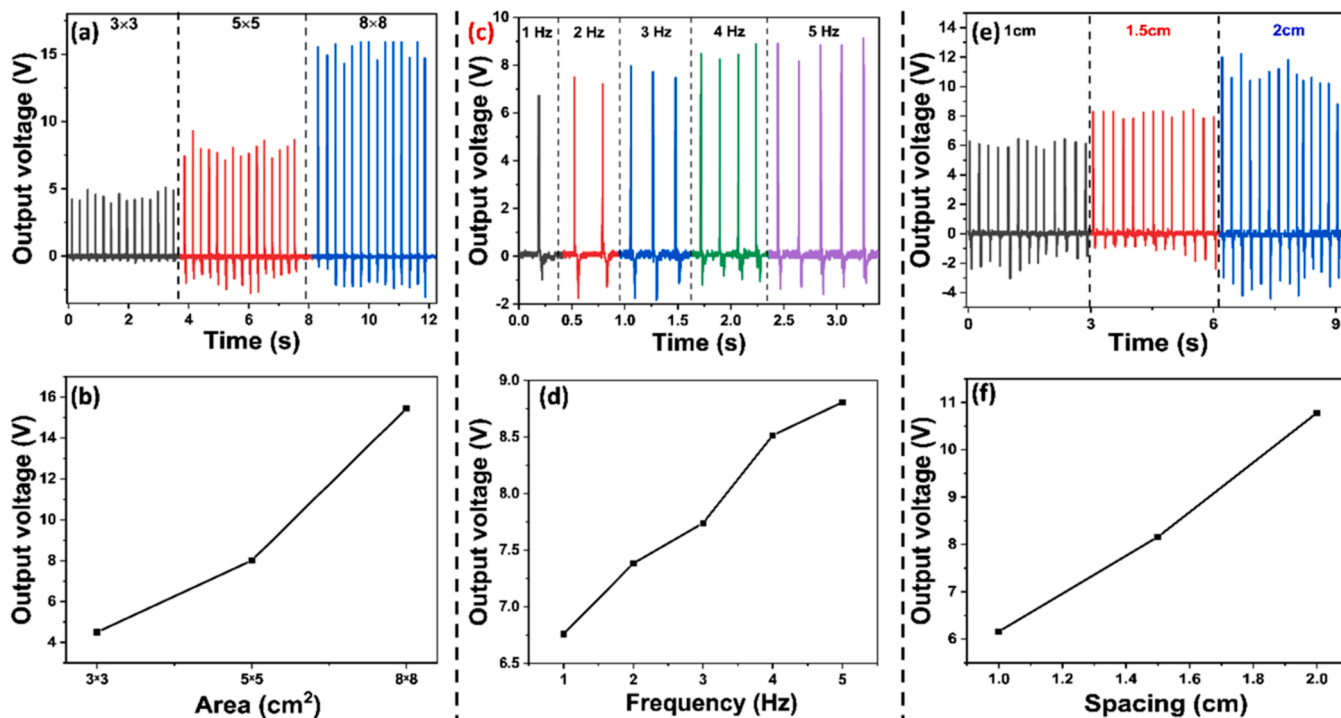 (a)
3×3
5×5
8×8
Output voltage (V)
15
10
5
0
0
2
4
6
8
10
12
Time (s)
(b)
Output voltage (V)
16
14
12
10
8
6
4
3×3
5×5
8×8
Area (cm²)
(c)
1 Hz
2 Hz
3 Hz
4 Hz
5 Hz
Output voltage (V)
10
8
6
4
2
0
-2
0.0
0.5
1.0
1.5
2.0
2.5
3.0
Time (s)
(d)
Output voltage (V)
9.0
8.5
8.0
7.5
7.0
6.5
1
2
3
4
5
Frequency (Hz)
(e)
1cm
1.5cm
2cm
Output voltage (V)
14
12
10
8
6
4
2
0
-2
-4
0
3
6
9
Time (s)
(f)
Output voltage (V)
11
10
9
8
7
6
1.0
1.2
1.4
1.6
1.8
2.0
Spacing (cm)